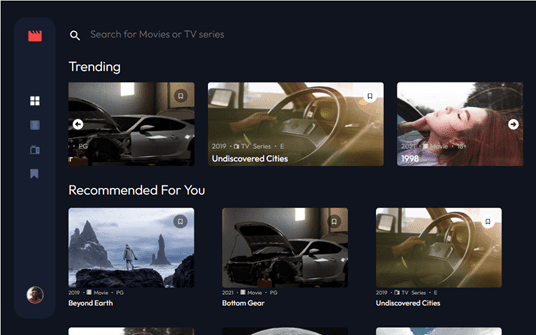 Search for Movies or TV series
Trending
PG
r
2019 • TV Series • E
Undiscovered Cities
2021 • Movie • 18+
1998
Recommended For You
2019 • Movie • PG
Beyond Earth
2021 • Movie • PG
Bottom Gear
2019 • TV Series • E
Undiscovered Cities